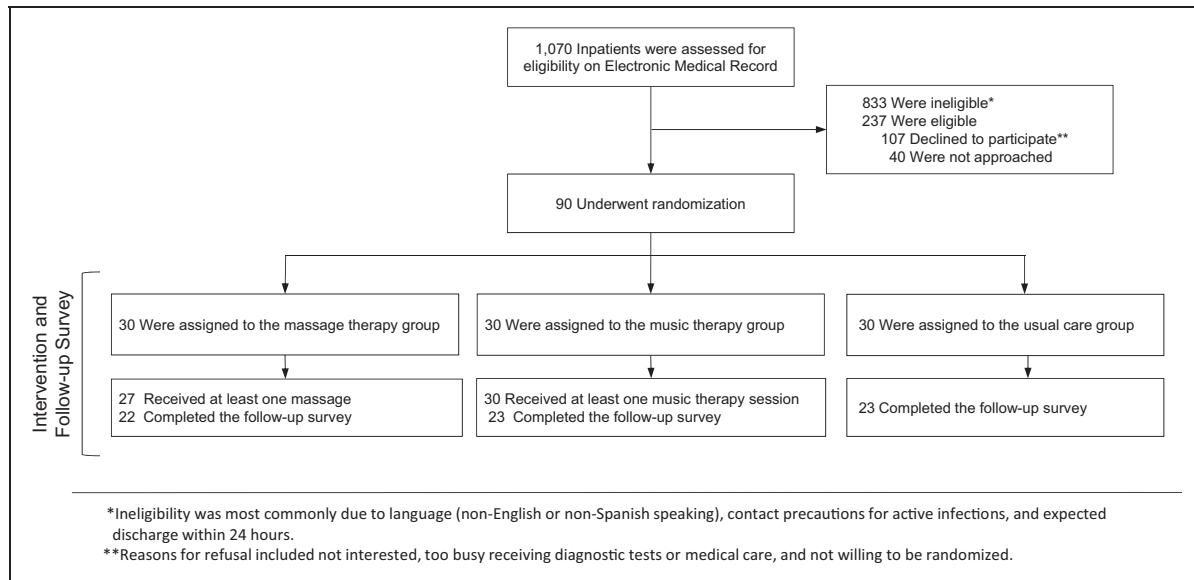 1,070 Inpatients were assessed for
eligibility on Electronic Medical Record
833 Were ineligible*
237 Were eligible
107 Declined to participate**
40 Were not approached
90 Underwent randomization
Intervention and
Follow-up Survey
30 Were assigned to the massage therapy group
30 Were assigned to the music therapy group
30 Were assigned to the usual care group
27 Received at least one massage
22 Completed the follow-up survey
30 Received at least one music therapy session
23 Completed the follow-up survey
23 Completed the follow-up survey
*Ineligibility was most commonly due to language (non-English or non-Spanish speaking), contact precautions for active infections, and expected
discharge within 24 hours.
**Reasons for refusal included not interested, too busy receiving diagnostic tests or medical care, and not willing to be randomized.